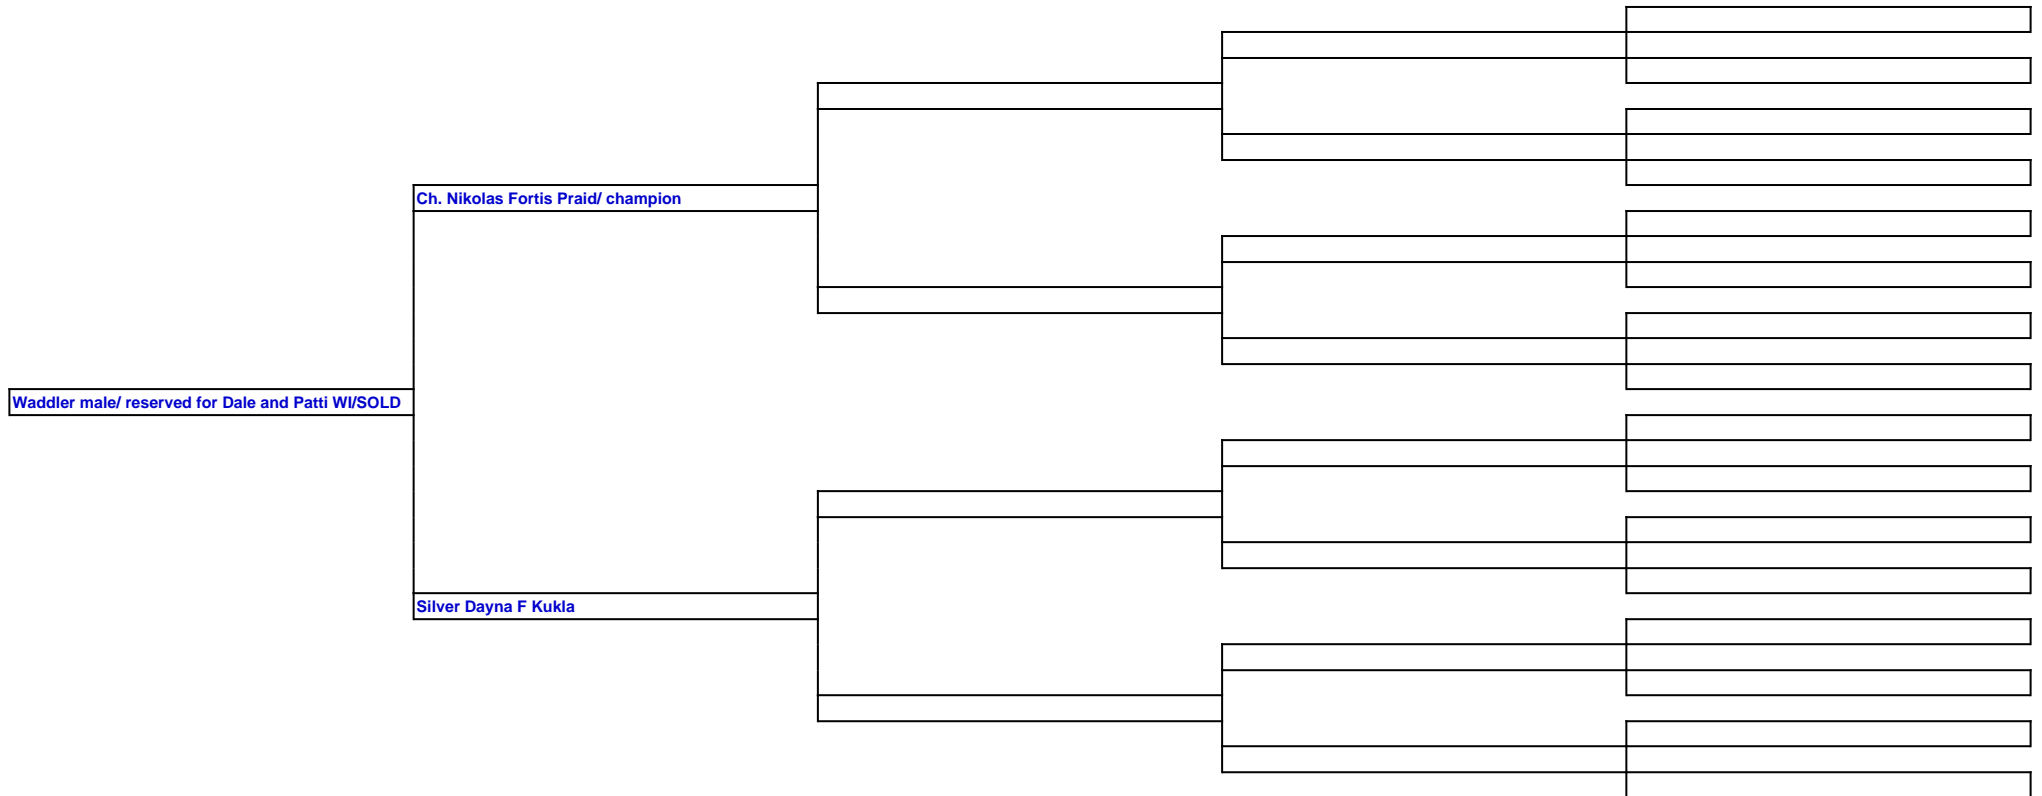 Ch. Nikolas Fortis Praid/ champion
Waddler male/ reserved for Dale and Patti WI/SOLD
Silver Dayna F Kukla